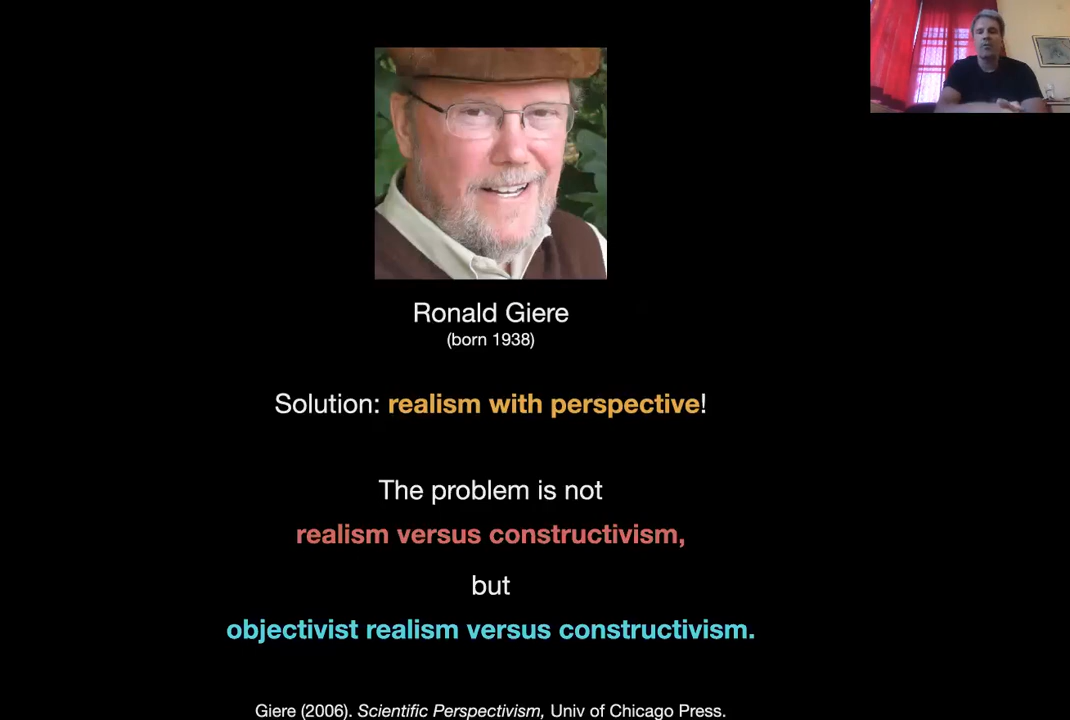 Ronald Giere
(born 1938)
Solution: realism with perspective!
The problem is not
realism versus constructivism,
but
objectivist realism versus constructivism.
Giere (2006). Scientific Perspectivism, Univ of Chicago Press.